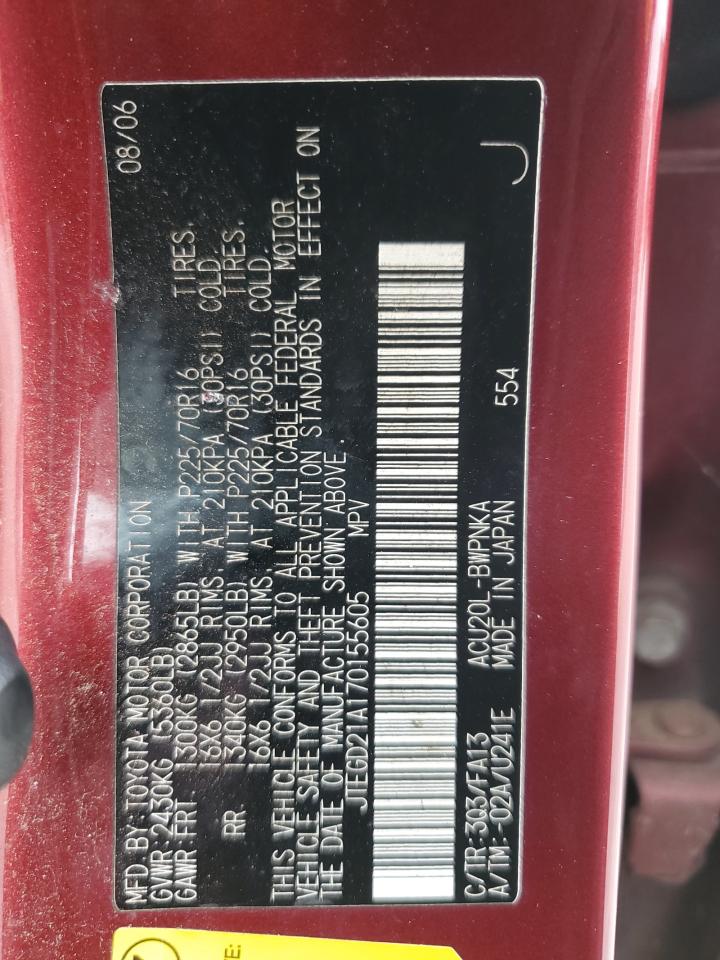 MFD BY: TOYOTA MOTOR CORPORATION 08/06
GVWR 2430KG (5360LB)
GAWR FRT 1300KG (2865LB) WITH P225/70R16 TIRES.
16X6 1/2JJ RIMS, AT 210KPA (30PSI) COLD.
RR. 1340KG (2950LB) WITH P225/70R16 TIRES.
16X6 1/2JJ RIMS, AT 210KPA (30PSI) COLD.
THIS VEHICLE CONFORMS TO ALL APPLICABLE FEDERAL MOTOR
VEHICLE SAFETY AND THEFT PREVENTION STANDARDS IN EFFECT ON
THE DATE OF MANUFACTURE SHOWN ABOVE.
JTEGD21A170155605 MPV
C/TR:3Q3/FA13 ACU20L-BWPNKA
A/TM:-02A/U241E MADE IN JAPAN 554 J
TE: